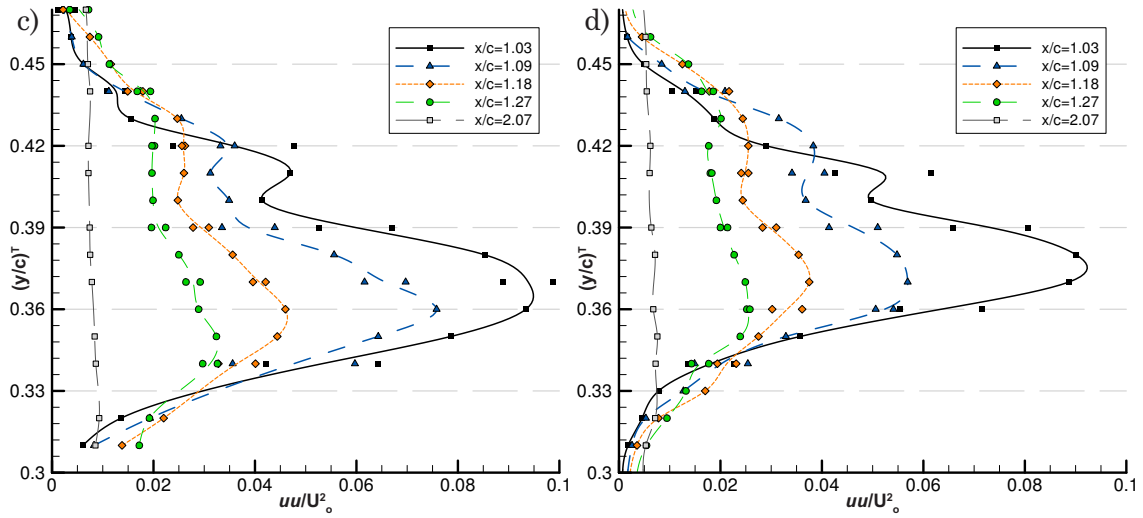 c)
x/c=1.03
x/c=1.09
x/c=1.18
x/c=1.27
x/c=2.07
0.45
0.42
0.39
0.36
0.33
0.3
(y/c)ᵀ
0
0.02
0.04
0.06
0.08
0.1
uu/U²ₒ
d)
x/c=1.03
x/c=1.09
x/c=1.18
x/c=1.27
x/c=2.07
0.45
0.42
0.39
0.36
0.33
0.3
(y/c)ᵀ
0
0.02
0.04
0.06
0.08
0.1
uu/U²ₒ